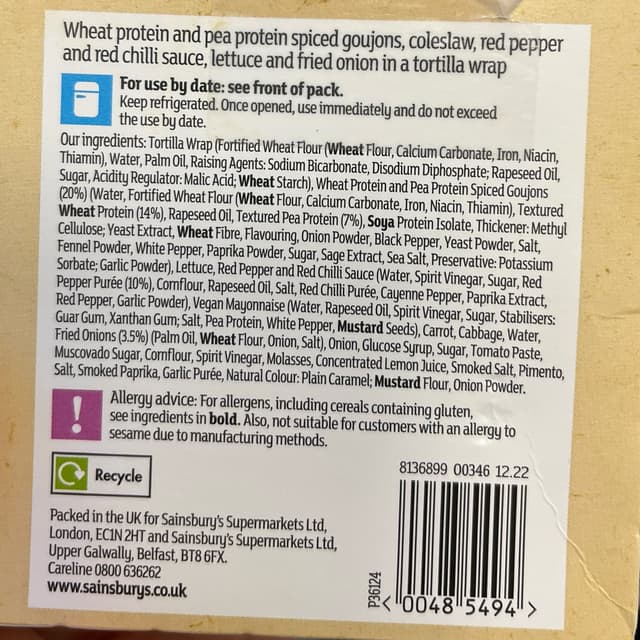 Wheat protein and pea protein spiced goujons, coleslaw, red pepper
and red chilli sauce, lettuce and fried onion in a tortilla wrap
For use by date: see front of pack.
Keep refrigerated. Once opened, use immediately and do not exceed
the use by date.
Our ingredients: Tortilla Wrap (Fortified Wheat Flour (Wheat Flour, Calcium Carbonate, Iron, Niacin,
Thiamin), Water, Palm Oil, Raising Agents: Sodium Bicarbonate, Disodium Diphosphate; Rapeseed Oil,
Sugar, Acidity Regulator: Malic Acid; Wheat Starch), Wheat Protein and Pea Protein Spiced Goujons
(20%) (Water, Fortified Wheat Flour (Wheat Flour, Calcium Carbonate, Iron, Niacin, Thiamin), Textured
Wheat Protein (14%), Rapeseed Oil, Textured Pea Protein (7%), Soya Protein Isolate, Thickener: Methyl
Cellulose; Yeast Extract, Wheat Fibre, Flavouring, Onion Powder, Black Pepper, Yeast Powder, Salt,
Fennel Powder, White Pepper, Paprika Powder, Sugar, Sage Extract, Sea Salt, Preservative: Potassium
Sorbate; Garlic Powder), Lettuce, Red Pepper and Red Chilli Sauce (Water, Spirit Vinegar, Sugar, Red
Pepper Purée (10%), Cornflour, Rapeseed Oil, Salt, Red Chilli Purée, Cayenne Pepper, Paprika Extract,
Red Pepper, Garlic Powder), Vegan Mayonnaise (Water, Rapeseed Oil, Spirit Vinegar, Sugar, Stabilisers:
Guar Gum, Xanthan Gum; Salt, Pea Protein, White Pepper, Mustard Seeds), Carrot, Cabbage, Water,
Fried Onions (3.5%) (Palm Oil, Wheat Flour, Onion, Salt), Onion, Glucose Syrup, Sugar, Tomato Paste,
Muscovado Sugar, Cornflour, Spirit Vinegar, Molasses, Concentrated Lemon Juice, Smoked Salt, Pimento,
Salt, Smoked Paprika, Garlic Purée, Natural Colour: Plain Caramel; Mustard Flour, Onion Powder.
Allergy advice: For allergens, including cereals containing gluten,
see ingredients in bold. Also, not suitable for customers with an allergy to
sesame due to manufacturing methods.
Recycle
8136899 00346 12.22
Packed in the UK for Sainsbury's Supermarkets Ltd,
London, EC1N 2HT and Sainsbury's Supermarkets Ltd,
Upper Galwally, Belfast, BT8 6FX.
Careline 0800 636262
www.sainsburys.co.uk
P36124
< 0048 5494 >